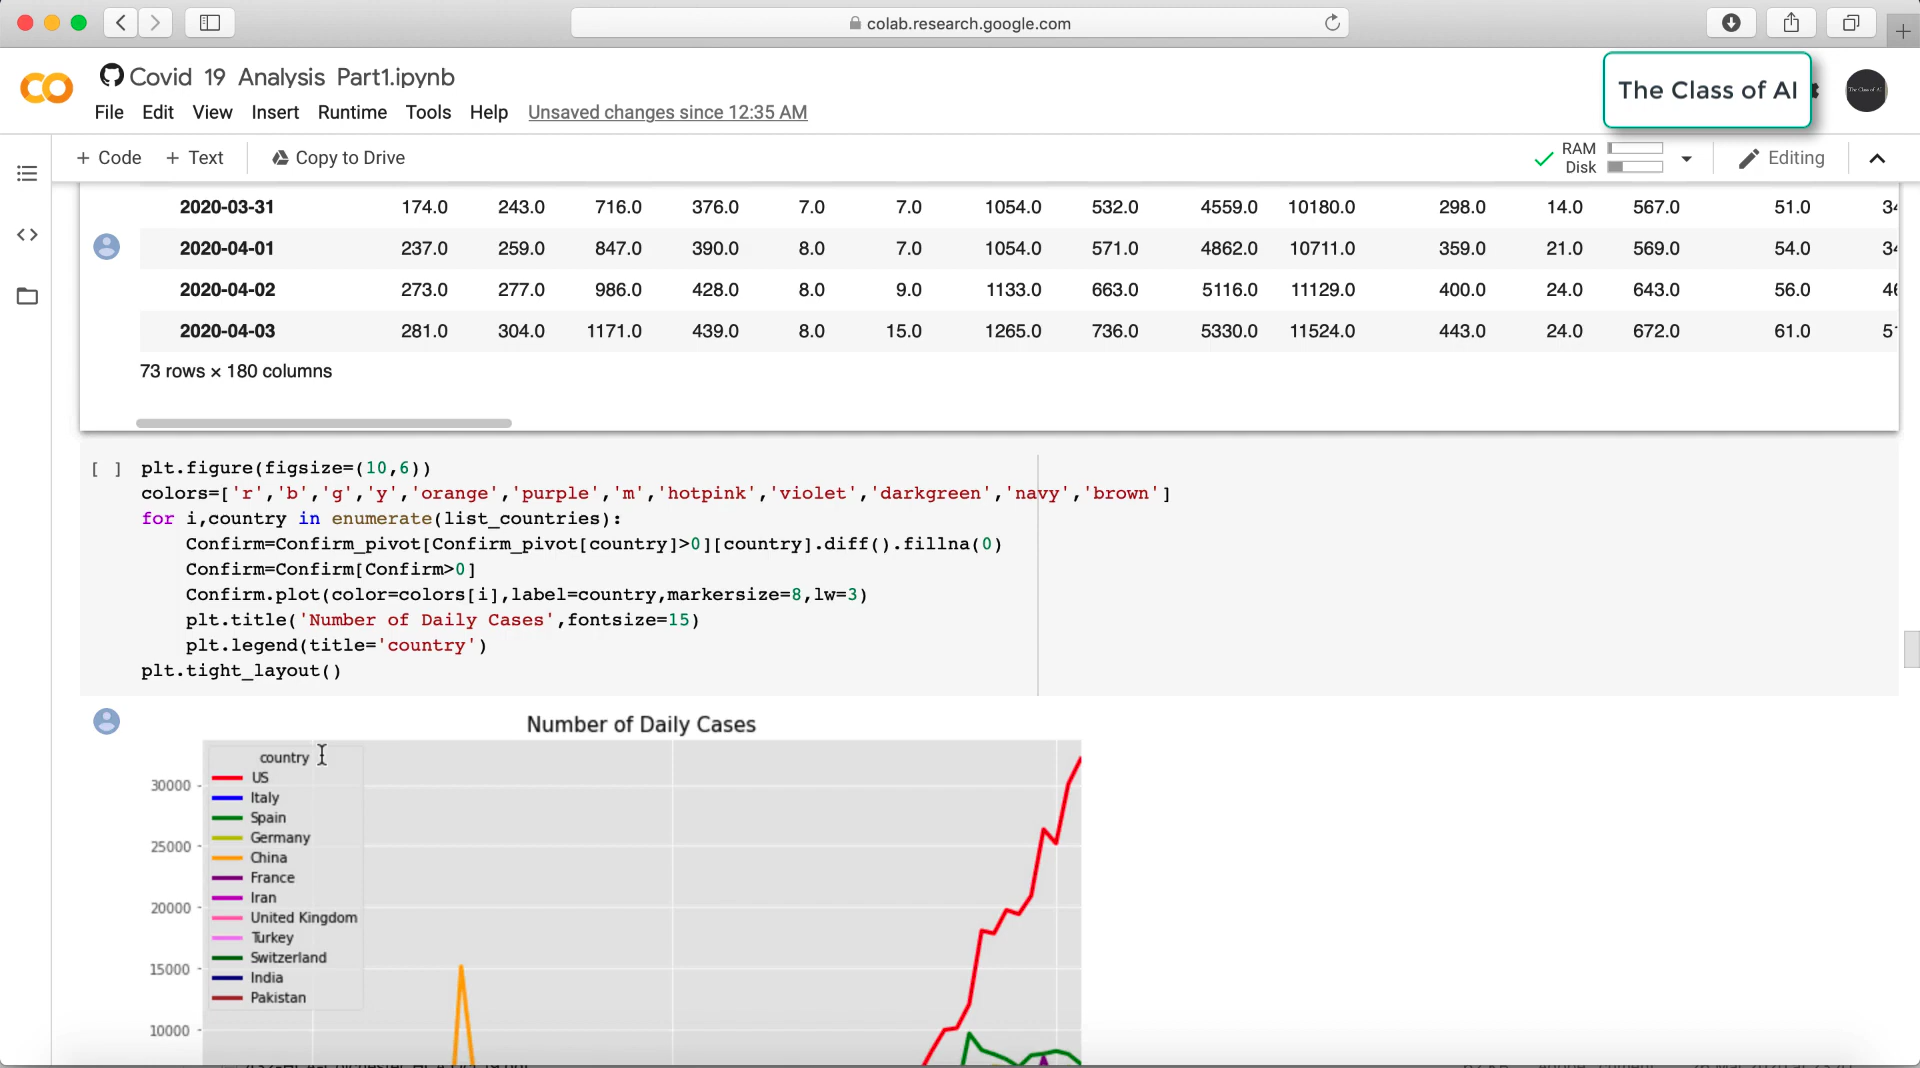 colab.research.google.com
Covid 19 Analysis Part1.ipynb
The Class of AI
File Edit View Insert Runtime Tools Help Unsaved changes since 12:35 AM
+ Code + Text Copy to Drive
RAM
Disk
Editing
2020-03-31 174.0 243.0 716.0 376.0 7.0 7.0 1054.0 532.0 4559.0 10180.0 298.0 14.0 567.0 51.0
2020-04-01 237.0 259.0 847.0 390.0 8.0 7.0 1054.0 571.0 4862.0 10711.0 359.0 21.0 569.0 54.0
2020-04-02 273.0 277.0 986.0 428.0 8.0 9.0 1133.0 663.0 5116.0 11129.0 400.0 24.0 643.0 56.0
2020-04-03 281.0 304.0 1171.0 439.0 8.0 15.0 1265.0 736.0 5330.0 11524.0 443.0 24.0 672.0 61.0
73 rows × 180 columns
[ ] plt.figure(figsize=(10,6))
colors=['r','b','g','y','orange','purple','m','hotpink','violet','darkgreen','navy','brown']
for i,country in enumerate(list_countries):
Confirm=Confirm_pivot[Confirm_pivot[country]>0][country].diff().fillna(0)
Confirm=Confirm[Confirm>0]
Confirm.plot(color=colors[i],label=country,markersize=8,lw=3)
plt.title('Number of Daily Cases',fontsize=15)
plt.legend(title='country')
plt.tight_layout()
Number of Daily Cases
country
US
Italy
Spain
Germany
China
France
Iran
United Kingdom
Turkey
Switzerland
India
Pakistan
30000
25000
20000
15000
10000